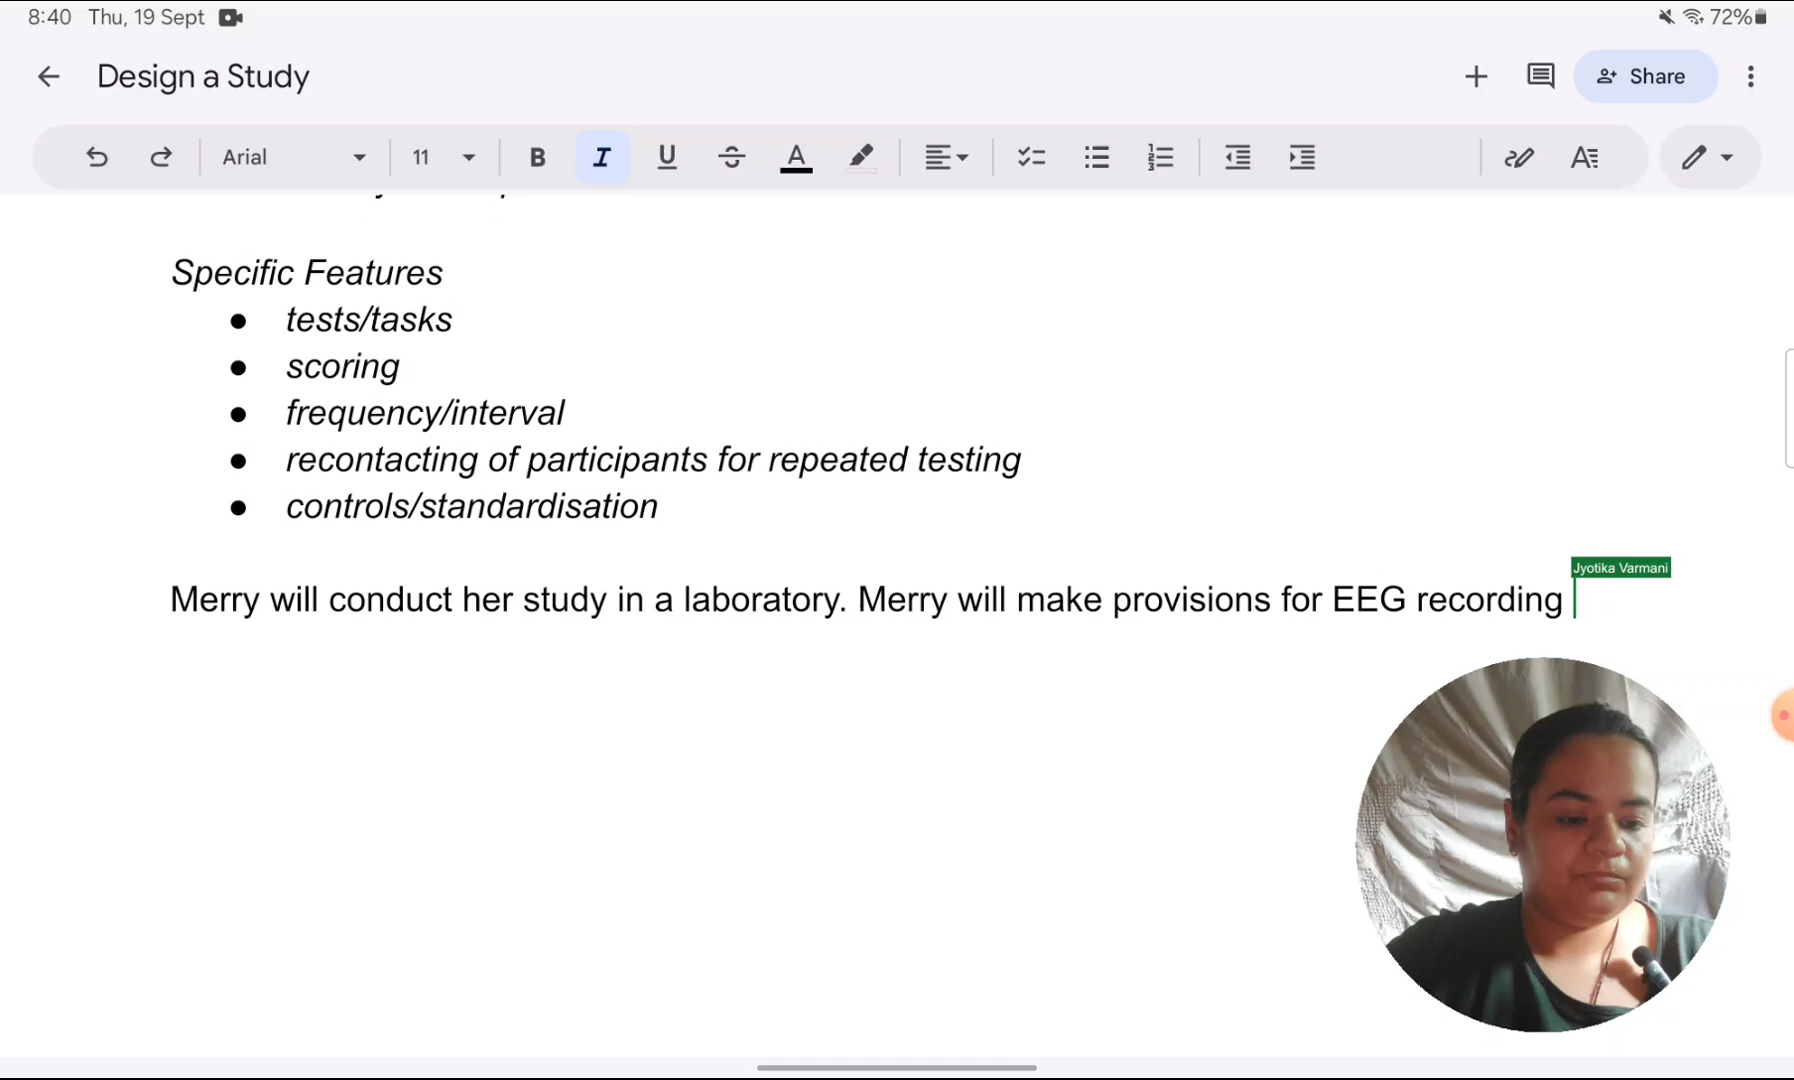 8:40 Thu, 19 Sept 72%
Design a Study Share
Arial 11 B I U A
Specific Features
● tests/tasks
● scoring
● frequency/interval
● recontacting of participants for repeated testing
● controls/standardisation
Jyotika Varmani
Merry will conduct her study in a laboratory. Merry will make provisions for EEG recording